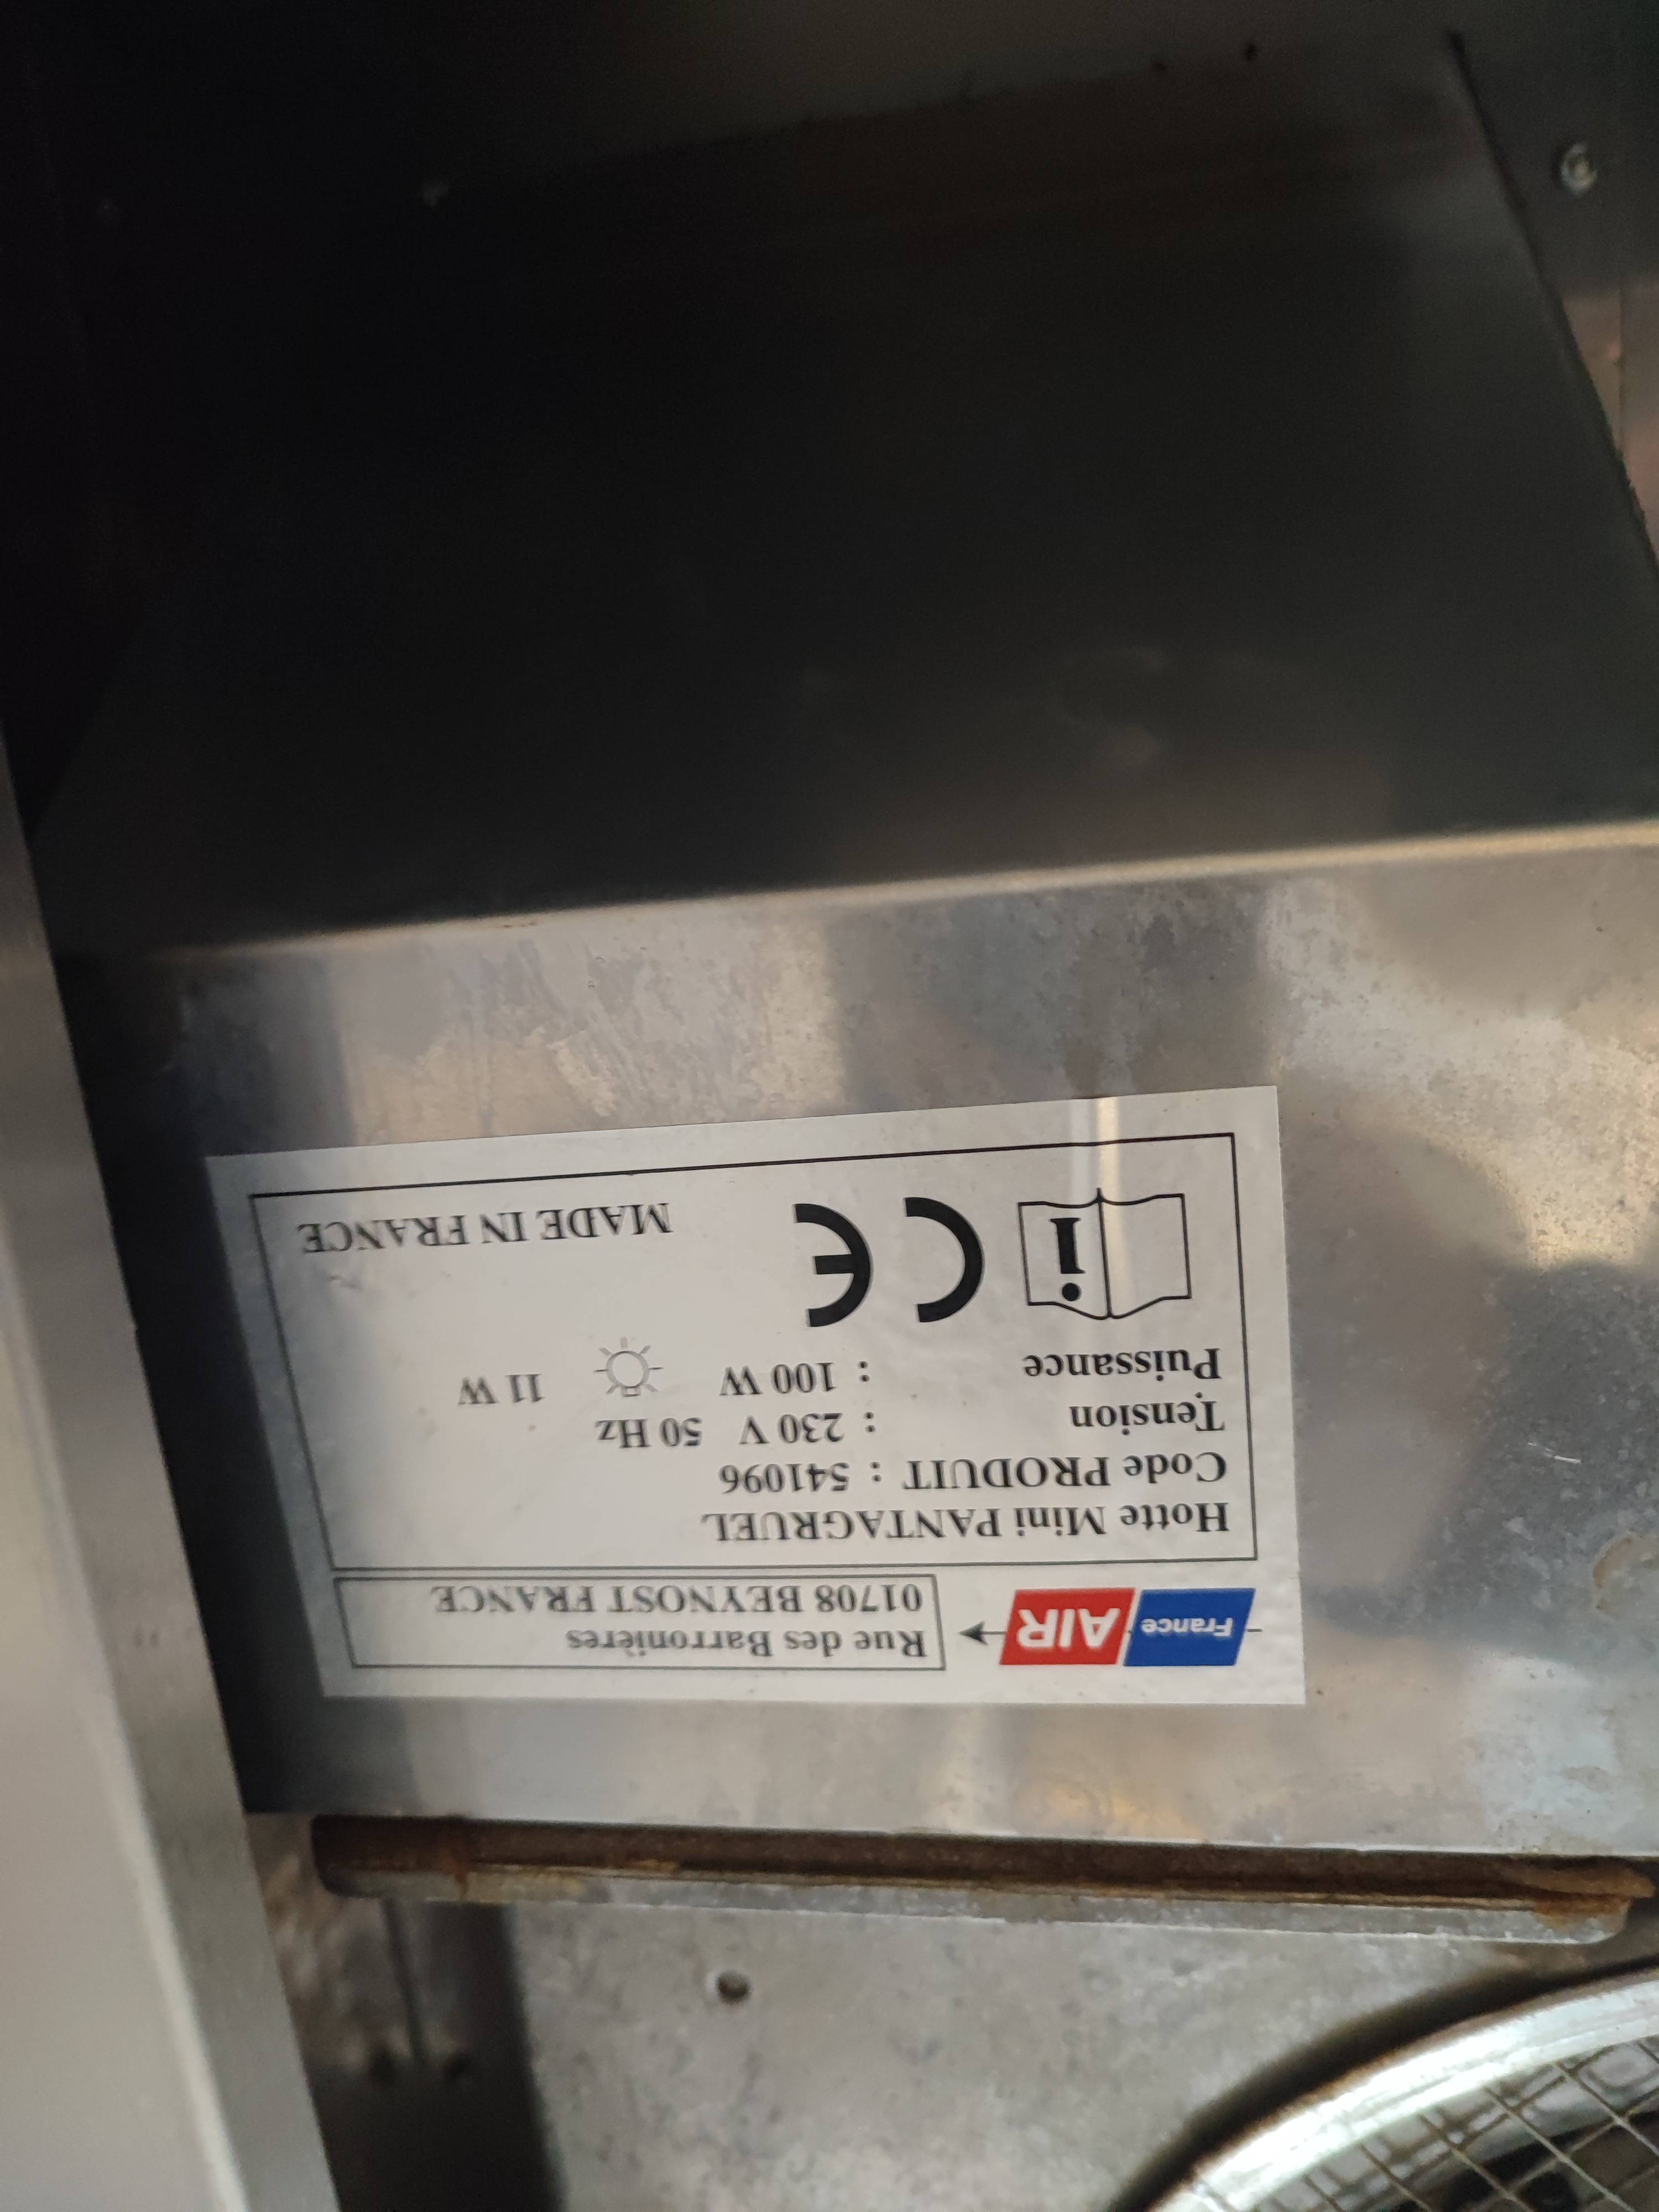 France AIR
Rue des Barronières
01708 BEYNOST FRANCE
Hotte Mini PANTAGRUEL
Code PRODUIT : 541096
Tension : 230 V 50 Hz
Puissance : 100 W 11 W
i CE MADE IN FRANCE